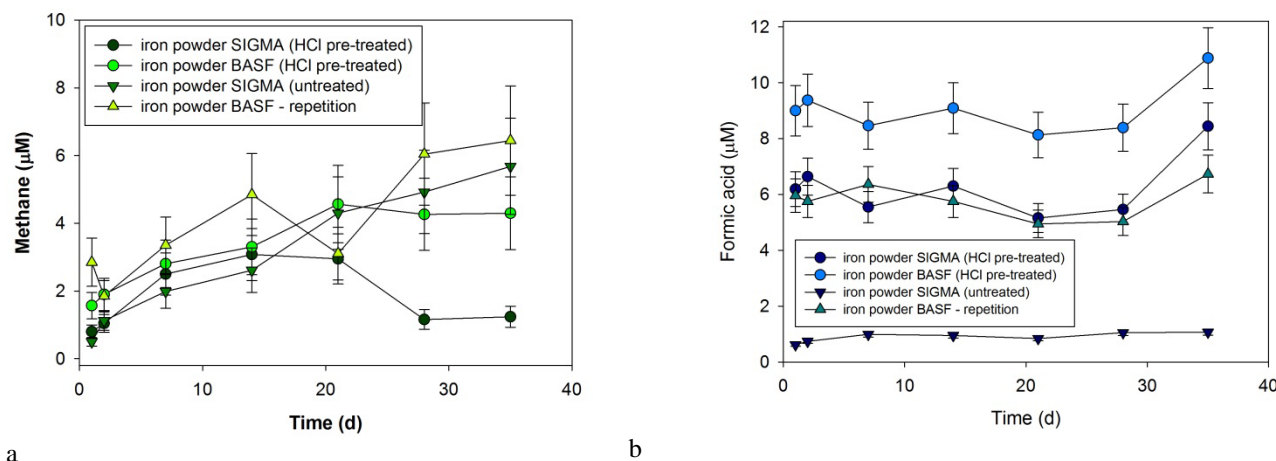 10
8
6
4
2
0
Methane (μM)
iron powder SIGMA (HCl pre-treated)
iron powder BASF (HCl pre-treated)
iron powder SIGMA (untreated)
iron powder BASF - repetition
0 10 20 30 40
Time (d)
a
12
10
8
6
4
2
0
Formic acid (μM)
iron powder SIGMA (HCl pre-treated)
iron powder BASF (HCl pre-treated)
iron powder SIGMA (untreated)
iron powder BASF - repetition
0 10 20 30 40
Time (d)
b